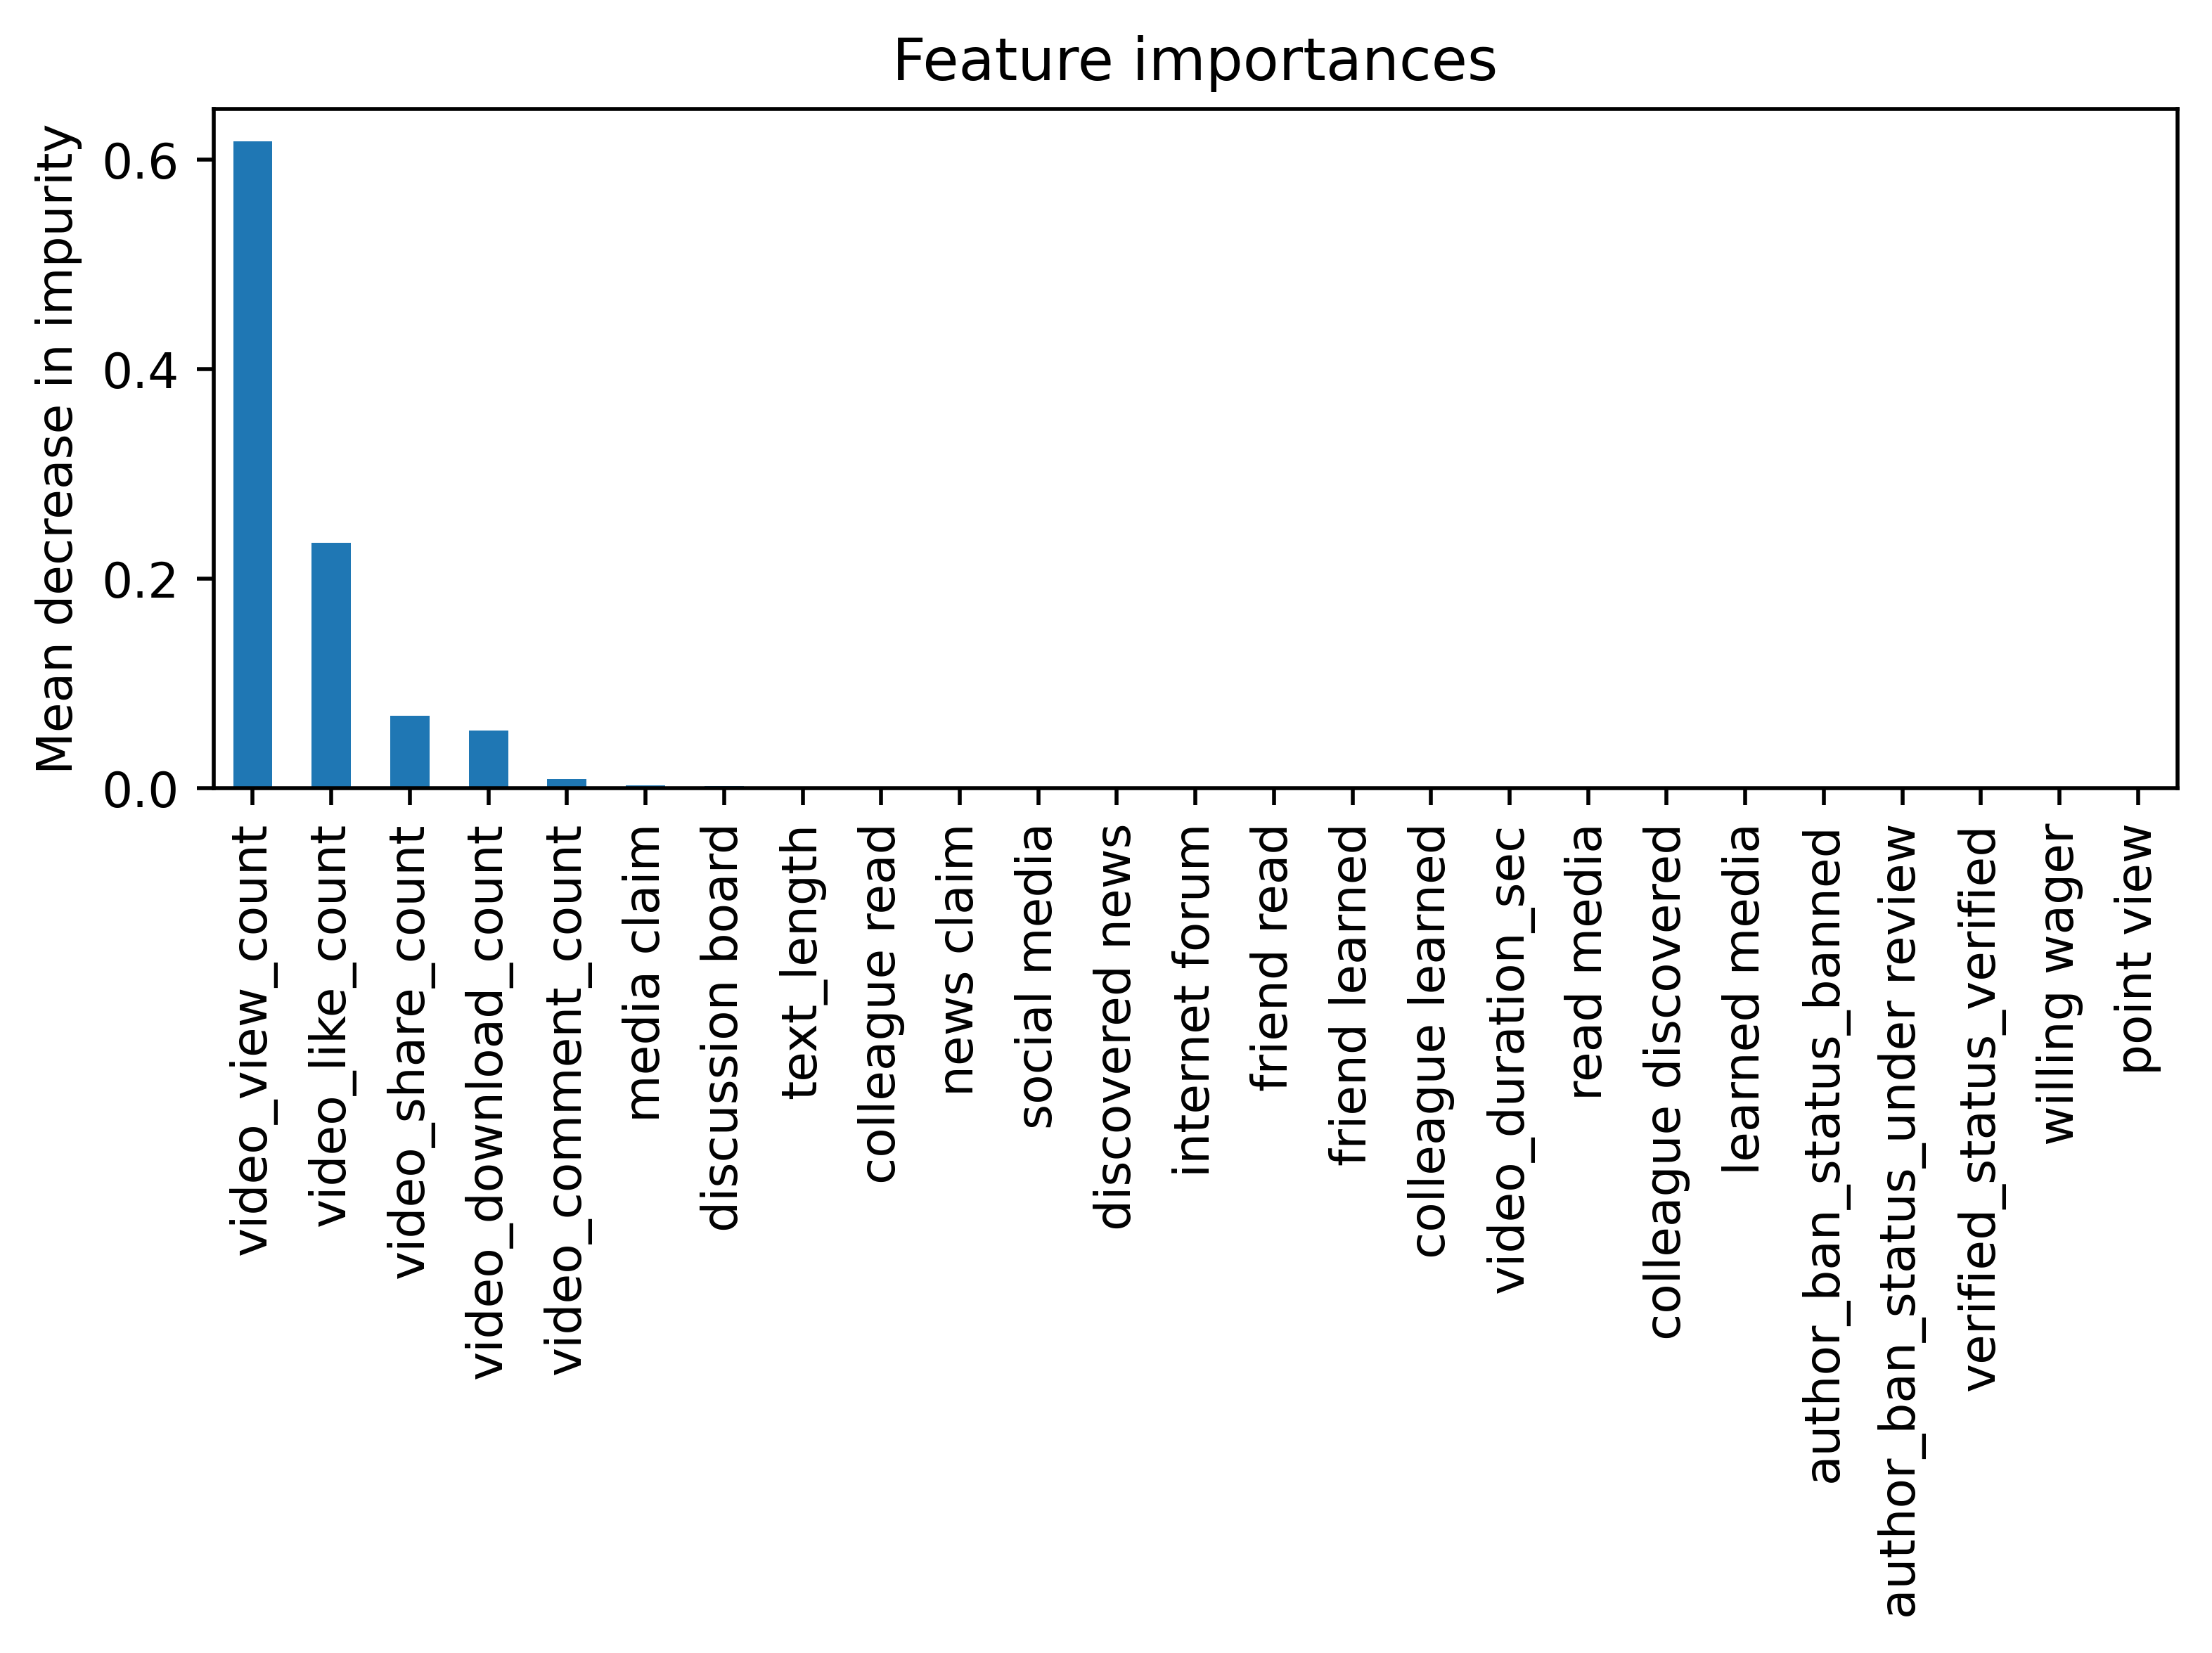 Feature importances
Mean decrease in impurity
0.6
0.4
0.2
0.0
video_view_count
video_like_count
video_share_count
video_download_count
video_comment_count
media claim
discussion board
text_length
colleague read
news claim
social media
discovered news
internet forum
friend read
friend learned
colleague learned
video_duration_sec
read media
colleague discovered
learned media
author_ban_status_banned
author_ban_status_under review
verified_status_verified
willing wager
point view